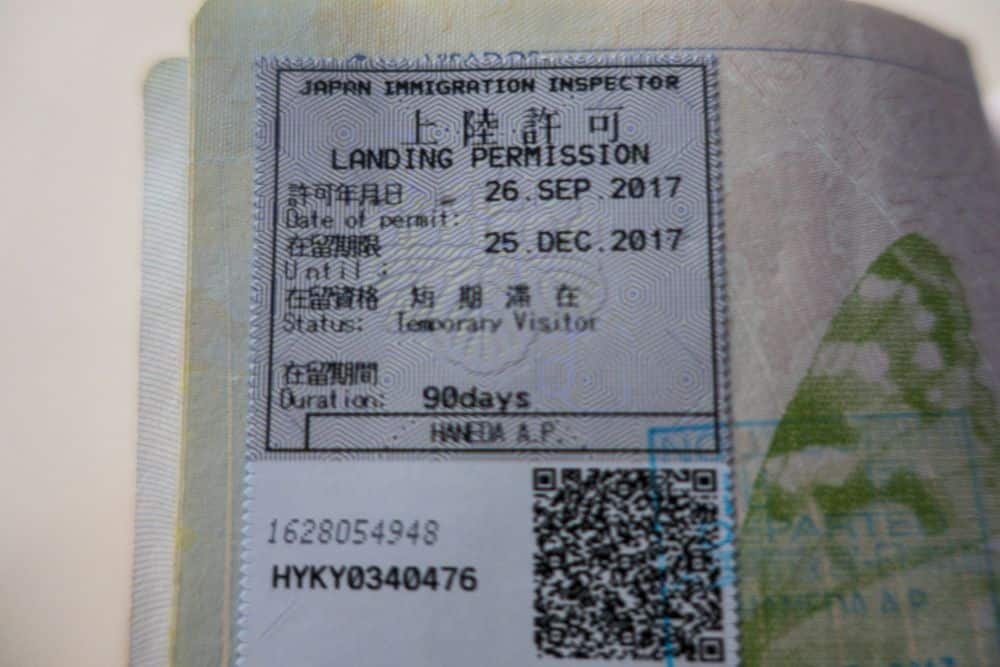 JAPAN IMMIGRATION INSPECTOR
上陸許可
LANDING PERMISSION
許可年月日 26.SEP.2017
Date of permit:
在留期限 25.DEC.2017
Until :
在留資格 短期滞在
Status: Temporary Visitor
在留期間
Duration: 90days
HANEDA A.P.
1628054948
HYKY0340476
HANEDA A.P.